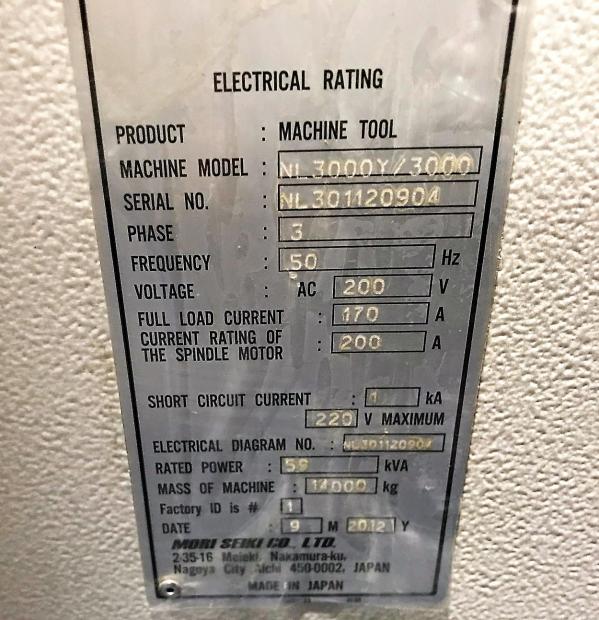 ELECTRICAL RATING
PRODUCT : MACHINE TOOL
MACHINE MODEL : NL3000Y/3000
SERIAL NO. : NL301120904
PHASE : 3
FREQUENCY : 50 Hz
VOLTAGE : AC 200 V
FULL LOAD CURRENT : 170 A
CURRENT RATING OF
THE SPINDLE MOTOR : 200 A
SHORT CIRCUIT CURRENT : 1 kA
220 V MAXIMUM
ELECTRICAL DIAGRAM NO. : NL301120904
RATED POWER : 59 kVA
MASS OF MACHINE : 14000 kg
Factory ID is # 1
DATE : 9 M 2012 Y
MORI SEIKI CO., LTD.
2-35-16 Meieki, Nakamura-ku,
Nagoya City Aichi 450-0002, JAPAN
MADE IN JAPAN